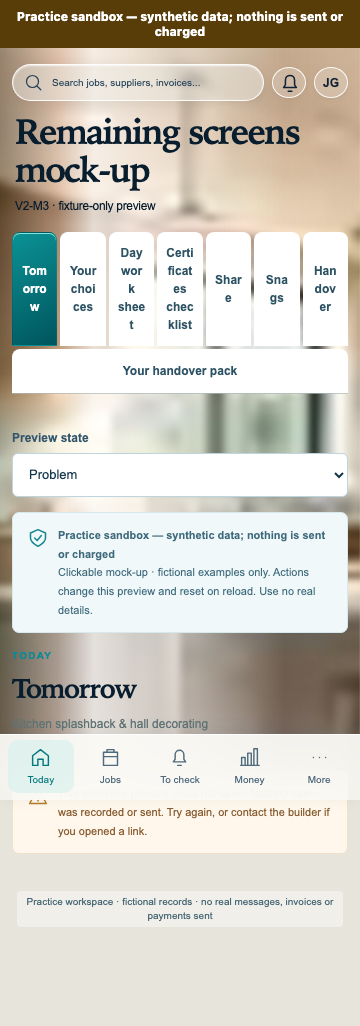 Practice sandbox — synthetic data; nothing is sent or
charged
Search jobs, suppliers, invoices...
JG
Remaining screens
mock-up
V2-M3 · fixture-only preview
Tom
orro
w
Your
choi
ces
Day
wor
k
shee
t
Certi
ficat
es
chec
klist
Shar
e
Sna
gs
Han
dov
er
Your handover pack
Preview state
Problem
Practice sandbox — synthetic data; nothing is sent
or charged
Clickable mock-up · fictional examples only. Actions
change this preview and reset on reload. Use no real
details.
TODAY
Tomorrow
Kitchen splashback & hall decorating
Today
Jobs
To check
Money
More
was recorded or sent. Try again, or contact the builder if
you opened a link.
Practice workspace · fictional records · no real messages, invoices or
payments sent